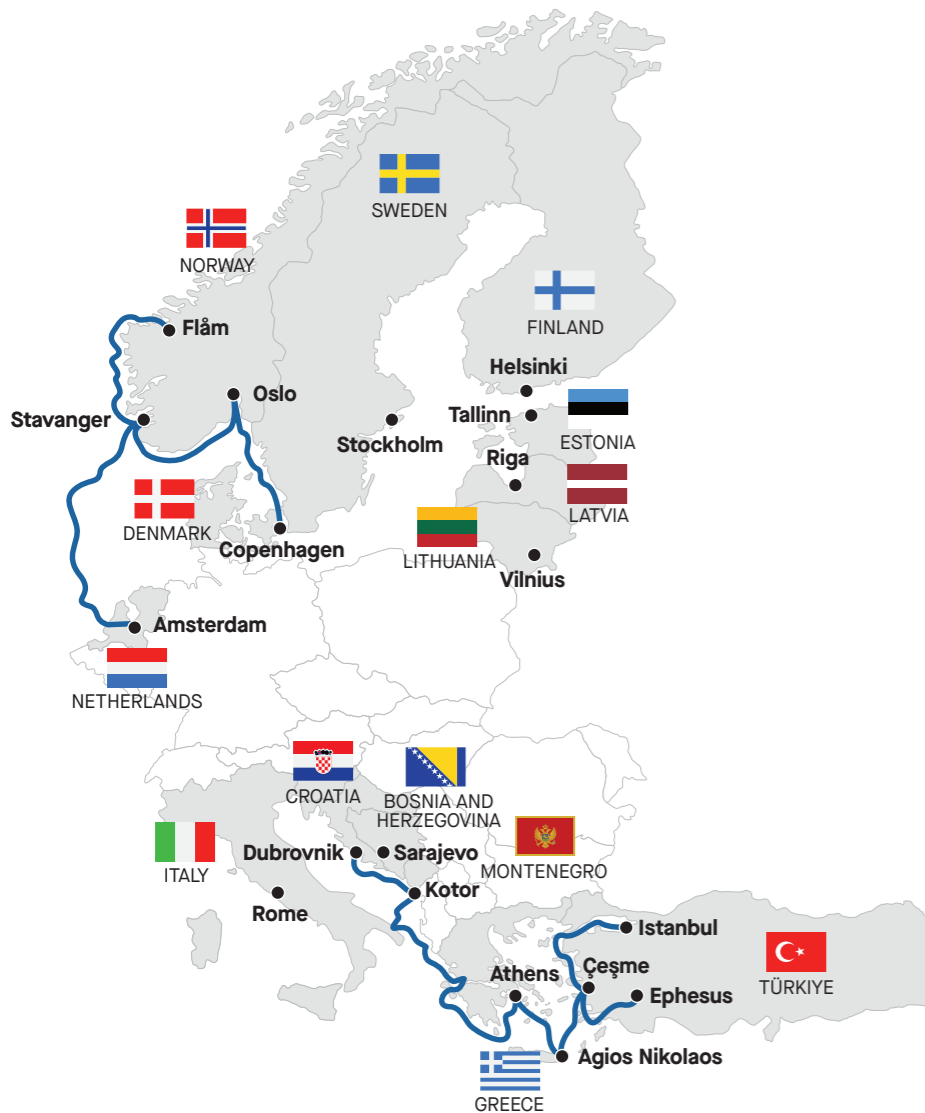 SWEDEN
NORWAY
FINLAND
Flåm
Helsinki
Oslo
Stavanger
Tallinn
Stockholm
ESTONIA
Riga
LATVIA
DENMARK
Copenhagen
LITHUANIA
Vilnius
Amsterdam
NETHERLANDS
CROATIA
BOSNIA AND
HERZEGOVINA
Dubrovnik
Sarajevo
MONTENEGRO
ITALY
Kotor
Rome
Istanbul
Athens
Çeşme
TÜRKIYE
Ephesus
Agios Nikolaos
GREECE